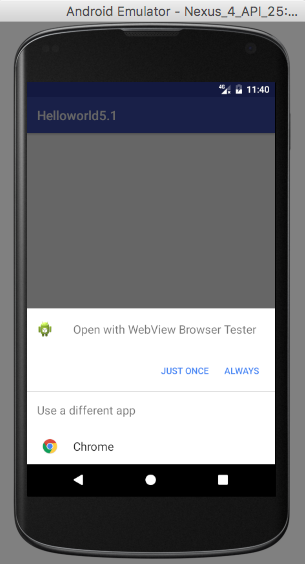 Android Emulator - Nexus_4_API_25:...
4G 11:40
Helloworld5.1
Open with WebView Browser Tester
JUST ONCE ALWAYS
Use a different app
Chrome